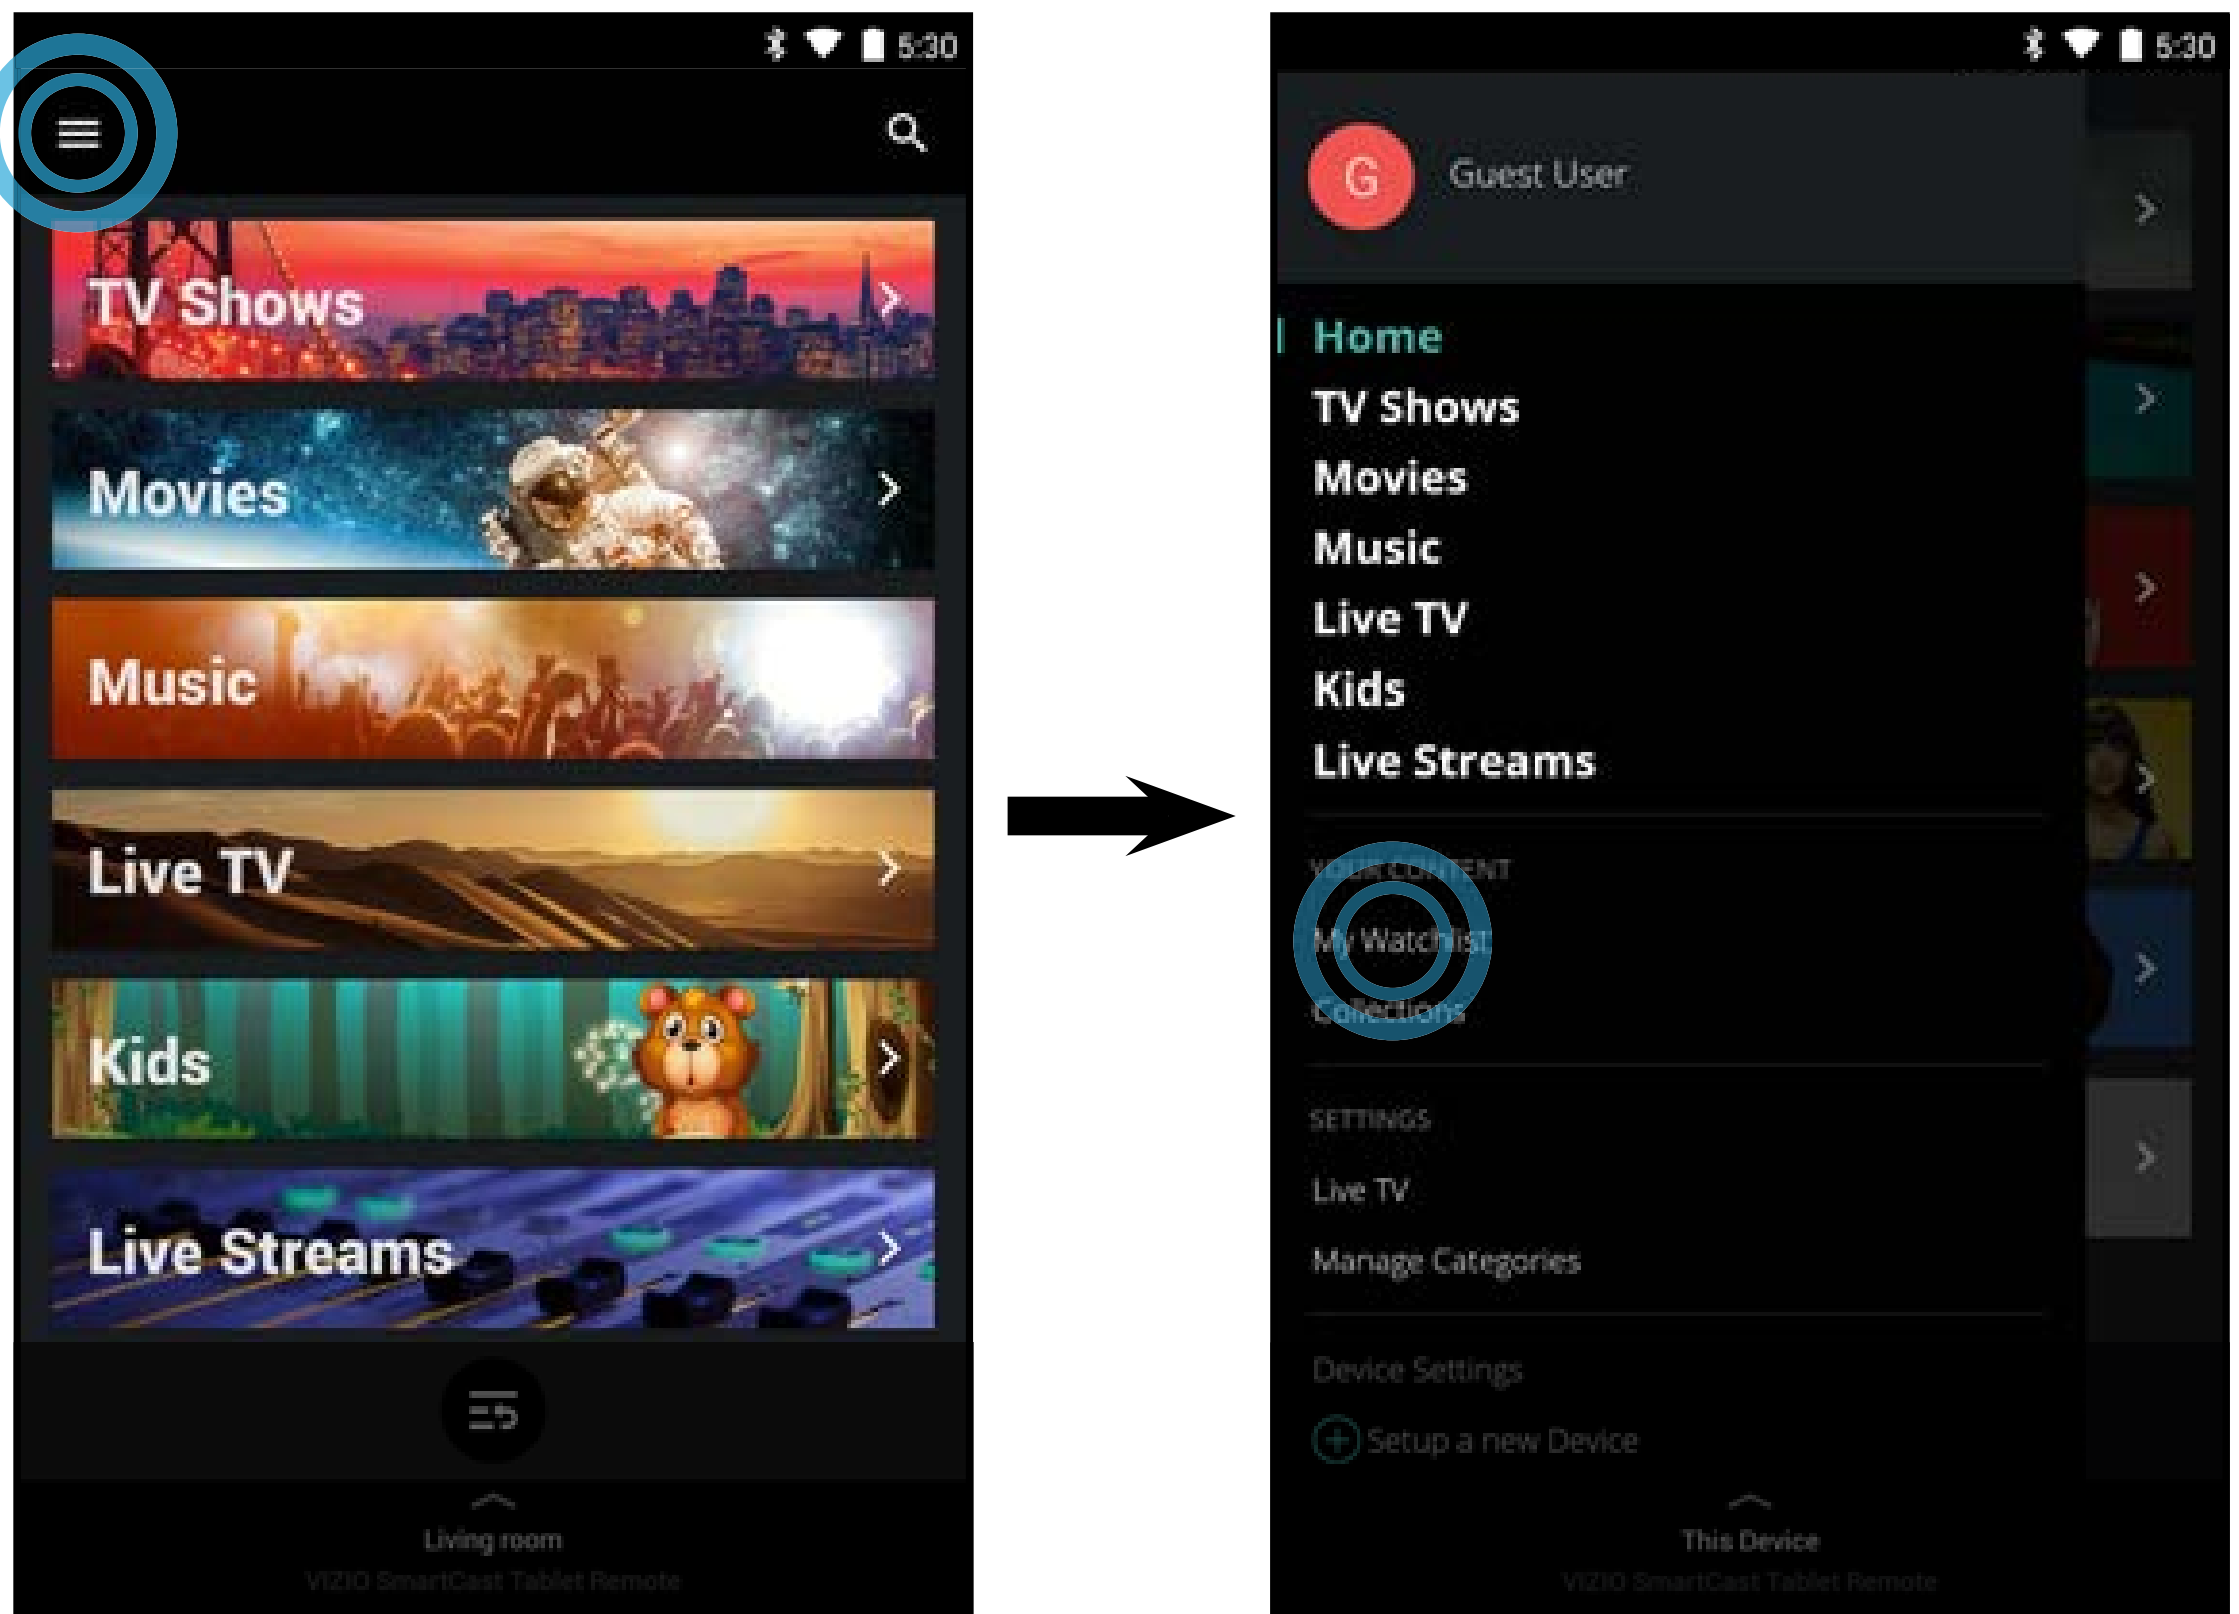 5:30
TV Shows
Movies
Music
Live TV
Kids
Live Streams
Living room
VIZIO SmartCast Tablet Remote
5:30
G
Guest User
Home
TV Shows
Movies
Music
Live TV
Kids
Live Streams
YOUR CONTENT
My Watchlist
Collections
SETTINGS
Live TV
Manage Categories
Device Settings
Setup a new Device
This Device
VIZIO SmartCast Tablet Remote